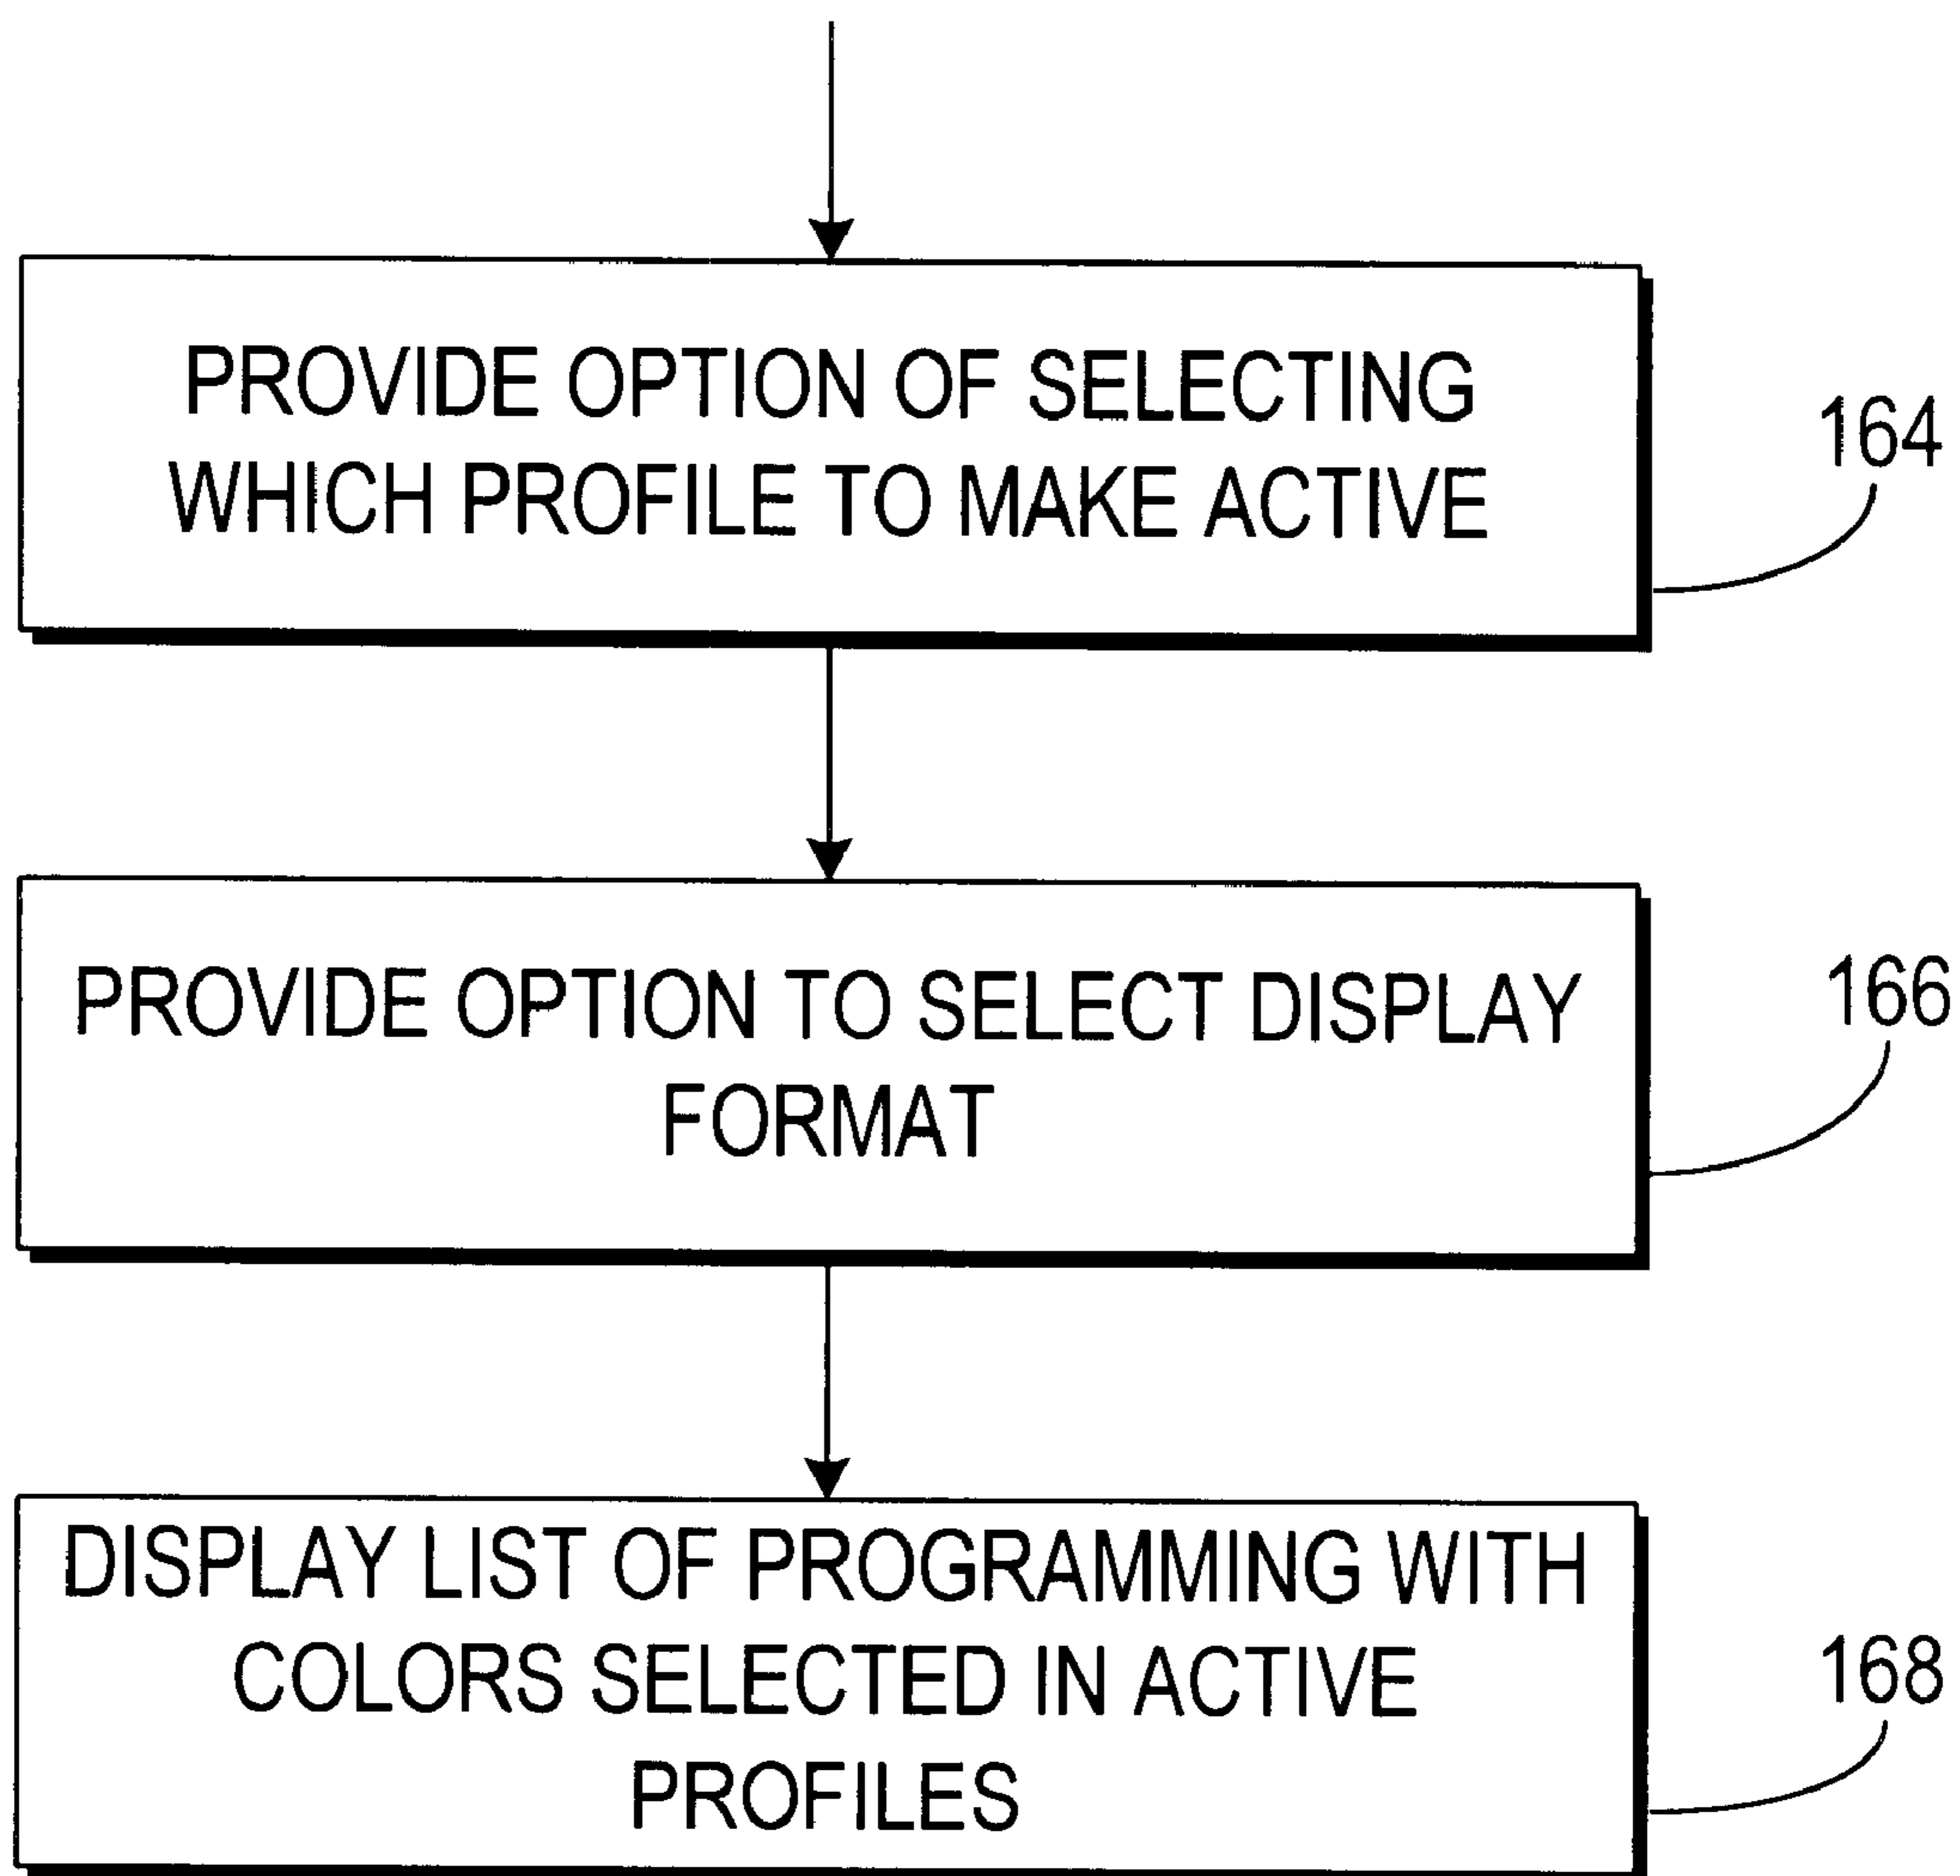 PROVIDE OPTION OF SELECTING
WHICH PROFILE TO MAKE ACTIVE
164
PROVIDE OPTION TO SELECT DISPLAY
FORMAT
166
DISPLAY LIST OF PROGRAMMING WITH
COLORS SELECTED IN ACTIVE
PROFILES
168